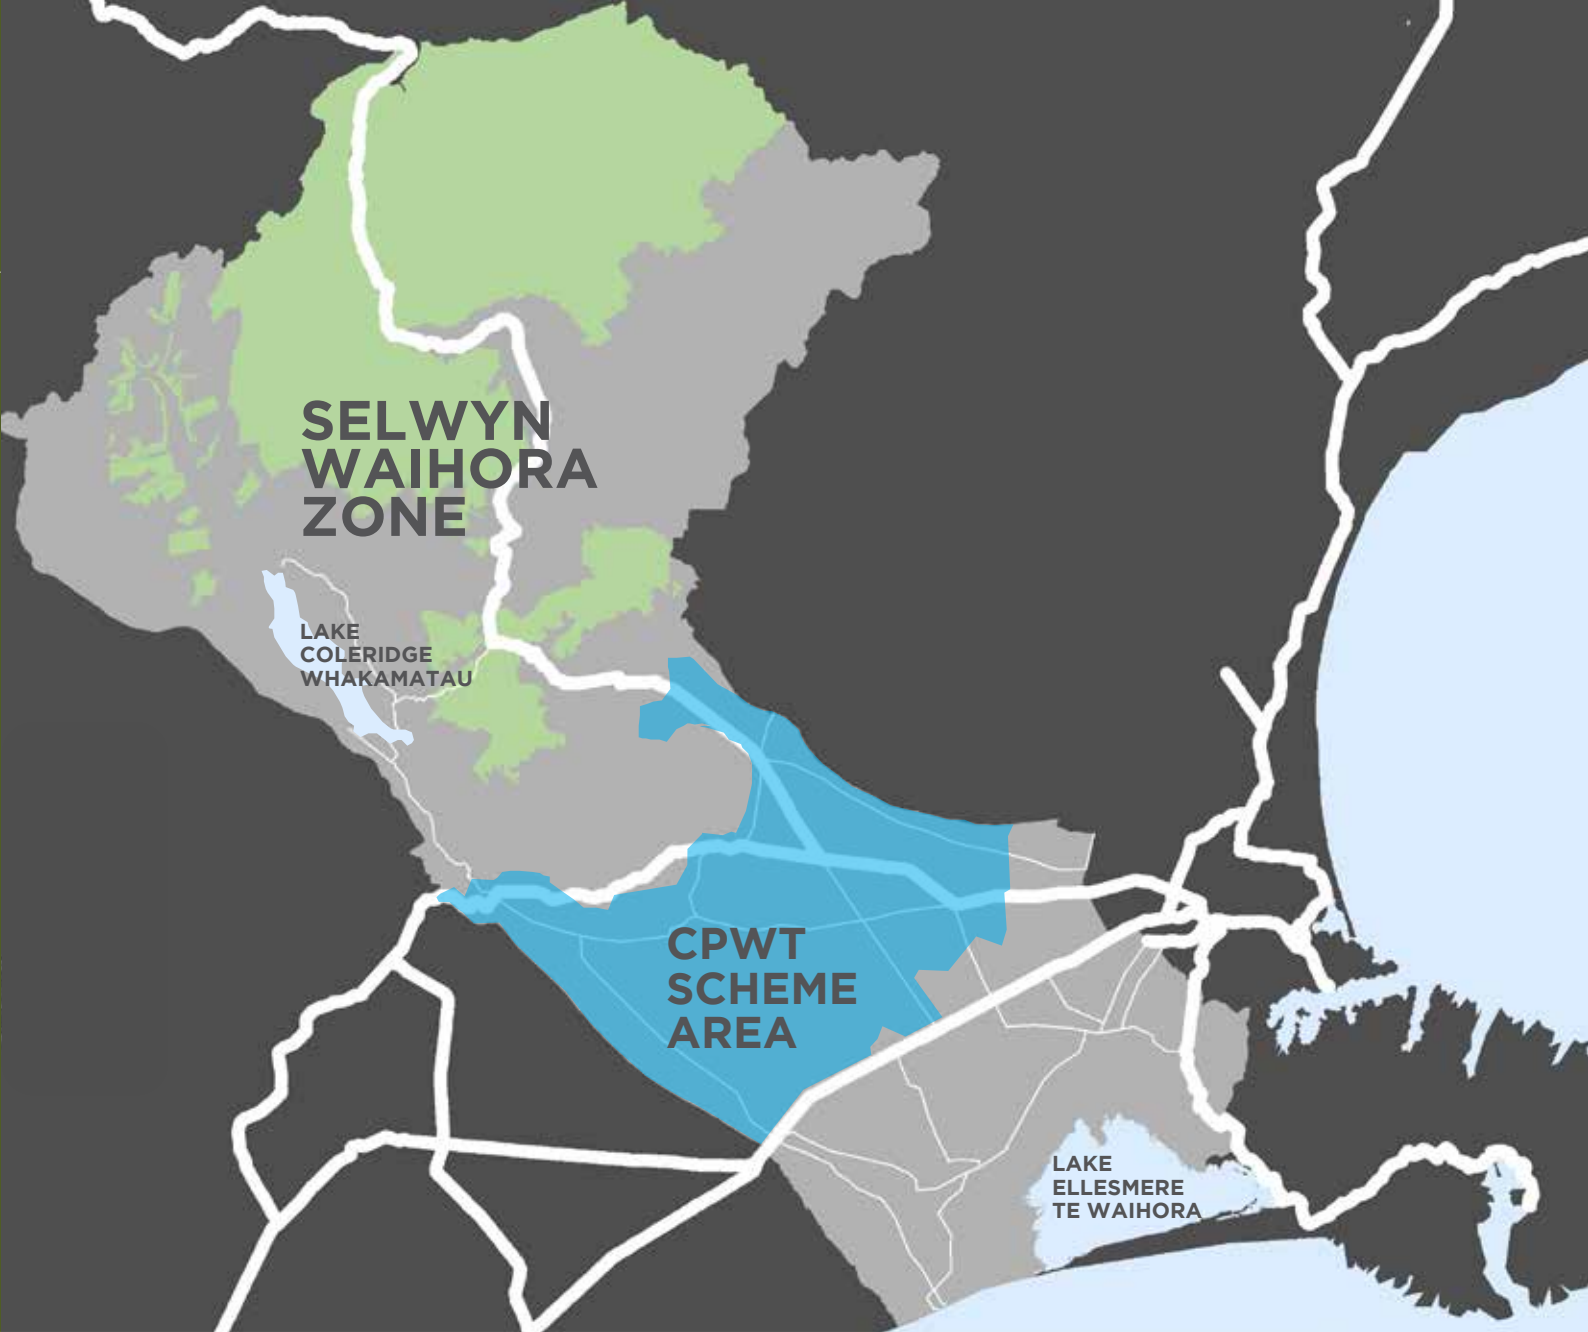 SELWYN
WAIHORA
ZONE
LAKE
COLERIDGE
WHAKAMATAU
CPWT
SCHEME
AREA
LAKE
ELLESMERE
TE WAIHORA